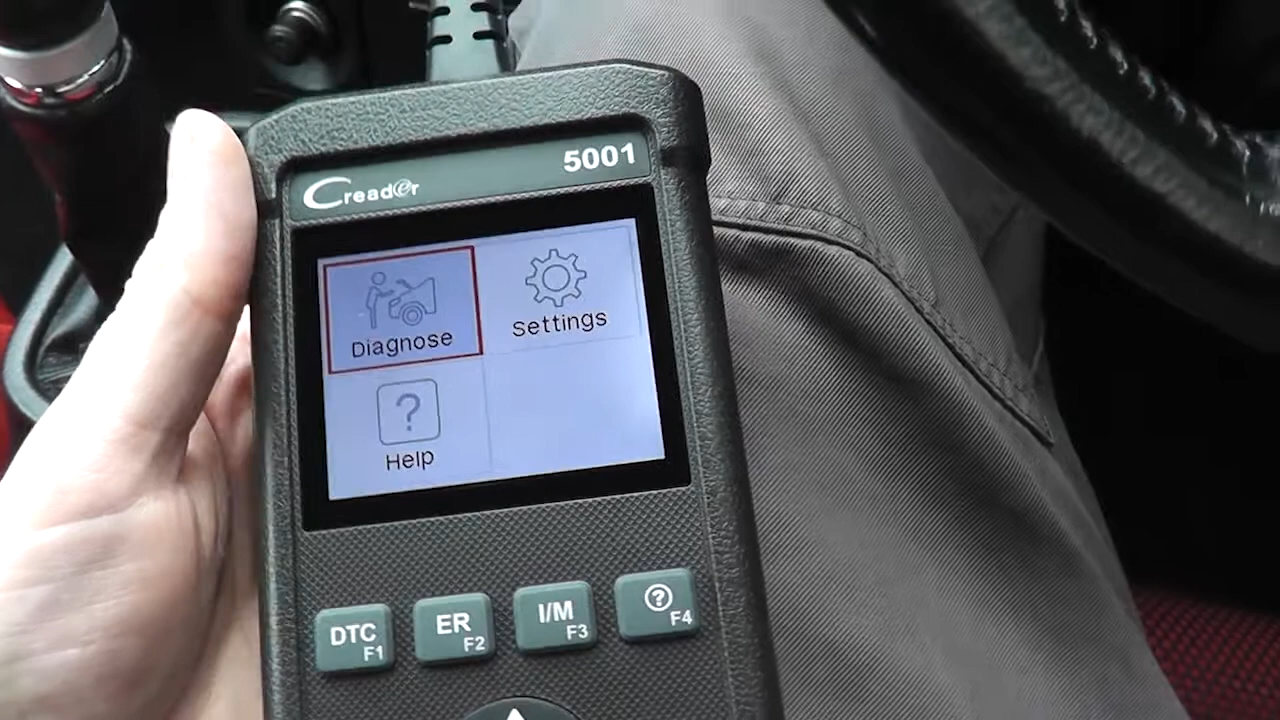 5001
Creader
Diagnose
Settings
?
Help
DTC F1
ER F2
I/M F3
? F4